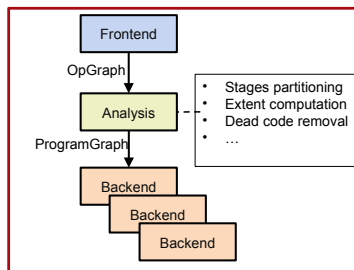 Frontend
OpGraph
Analysis
• Stages partitioning
• Extent computation
• Dead code removal
• ...
ProgramGraph
Backend
Backend
Backend